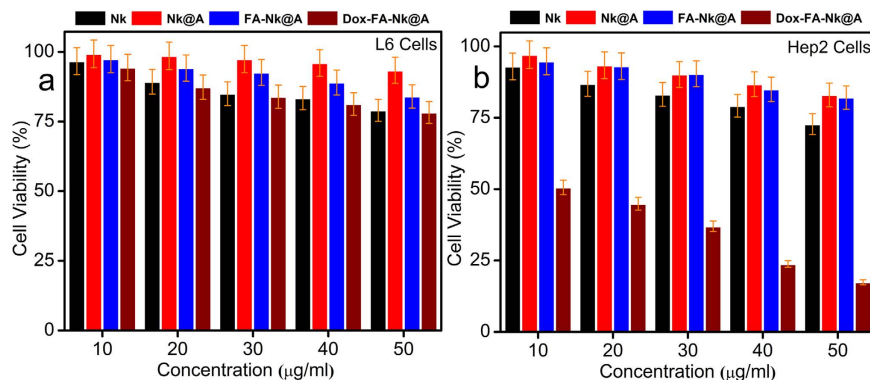 Nk Nk@A FA-Nk@A Dox-FA-Nk@A
L6 Cells
a
100
75
50
25
0
Cell Viability (%)
10 20 30 40 50
Concentration (μg/ml)
Nk Nk@A FA-Nk@A Dox-FA-Nk@A
Hep2 Cells
b
100
75
50
25
0
Cell Viability (%)
10 20 30 40 50
Concentration (μg/ml)